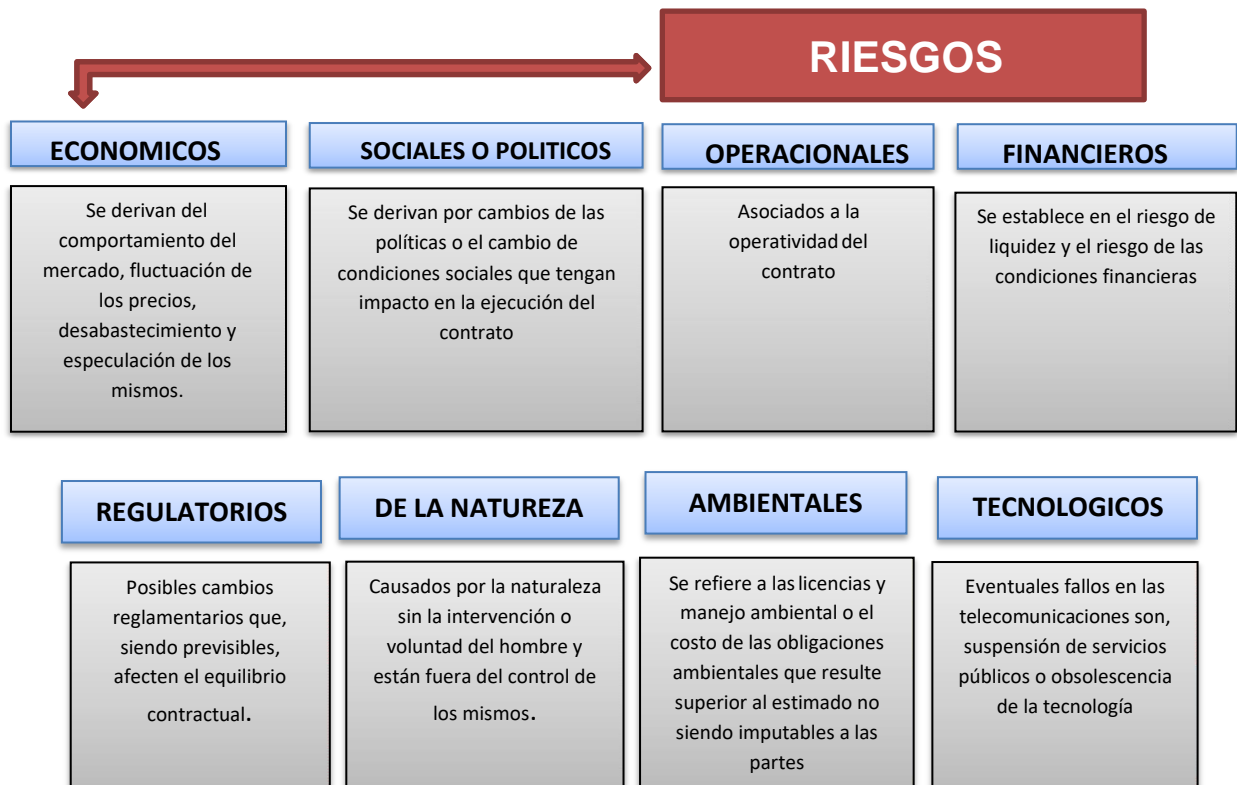 RIESGOS
ECONOMICOS
Se derivan del
comportamiento del
mercado, fluctuación de
los precios,
desabastecimiento y
especulación de los
mismos.
SOCIALES O POLITICOS
Se derivan por cambios de las
políticas o el cambio de
condiciones sociales que tengan
impacto en la ejecución del
contrato
OPERACIONALES
Asociados a la
operatividad del
contrato
FINANCIEROS
Se establece en el riesgo de
liquidez y el riesgo de las
condiciones financieras
REGULATORIOS
Posibles cambios
reglamentarios que,
siendo previsibles,
afecten el equilibrio
contractual.
DE LA NATUREZA
Causados por la naturaleza
sin la intervención o
voluntad del hombre y
están fuera del control de
los mismos.
AMBIENTALES
Se refiere a las licencias y
manejo ambiental o el
costo de las obligaciones
ambientales que resulte
superior al estimado no
siendo imputables a las
partes
TECNOLOGICOS
Eventuales fallos en las
telecomunicaciones son,
suspensión de servicios
públicos o obsolescencia
de la tecnología